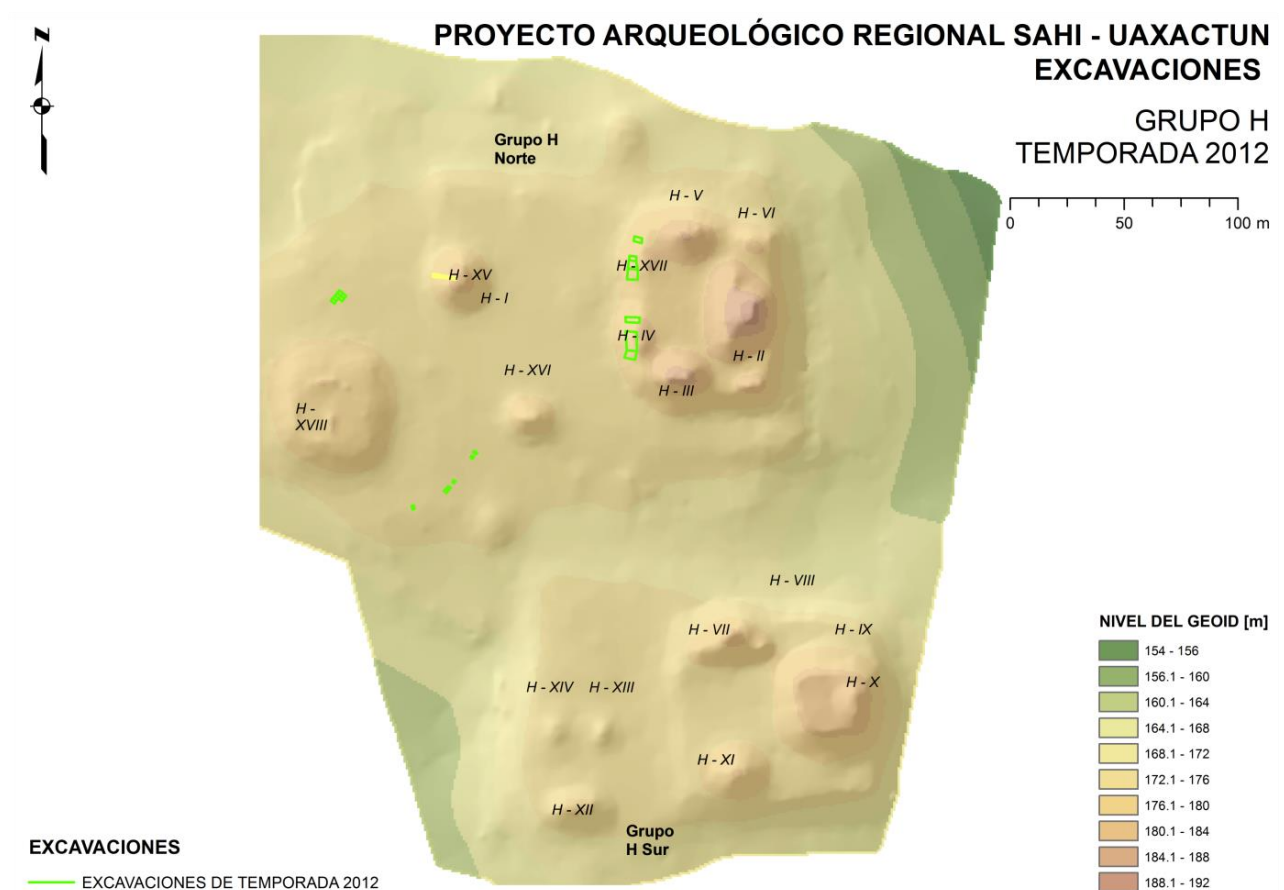 N
PROYECTO ARQUEOLÓGICO REGIONAL SAHI - UAXACTUN
EXCAVACIONES
GRUPO H
TEMPORADA 2012
0 50 100 m
Grupo H
Norte
H - V
H - VI
H - XVII
H - XV
H - I
H - IV
H - II
H - III
H - XVI
H -
XVIII
H - VIII
H - VII
H - IX
H - X
H - XIV
H - XIII
H - XI
H - XII
Grupo
H Sur
NIVEL DEL GEOID [m]
154 - 156
156.1 - 160
160.1 - 164
164.1 - 168
168.1 - 172
172.1 - 176
176.1 - 180
180.1 - 184
184.1 - 188
188.1 - 192
EXCAVACIONES
EXCAVACIONES DE TEMPORADA 2012